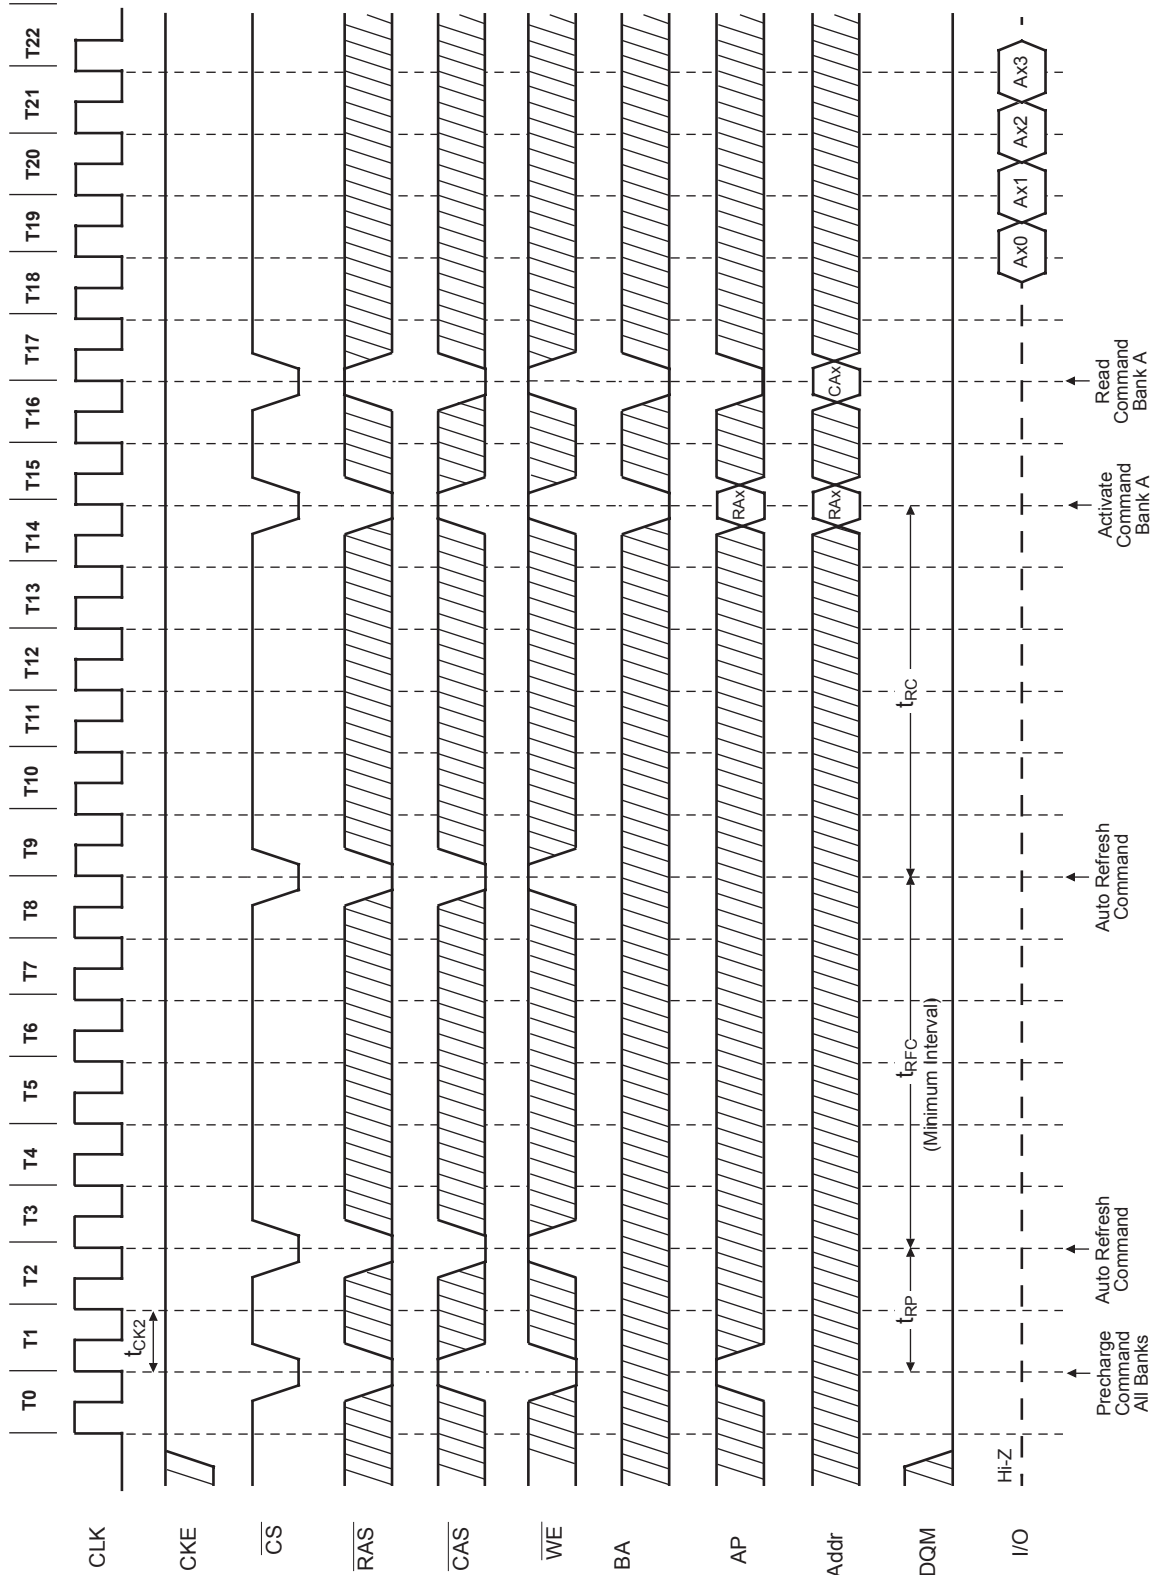 T0 T1 T2 T3 T4 T5 T6 T7 T8 T9 T10 T11 T12 T13 T14 T15 T16 T17 T18 T19 T20 T21 T22
CLK
tCK2
CKE
CS
RAS
CAS
WE
BA
AP
RAx
Addr
RAx CAx
DQM
tRP tRFC tRC
(Minimum Interval)
I/O
Hi-Z
Ax0 Ax1 Ax2 Ax3
Precharge
Command
All Banks
Auto Refresh
Command
Auto Refresh
Command
Activate
Command
Bank A
Read
Command
Bank A